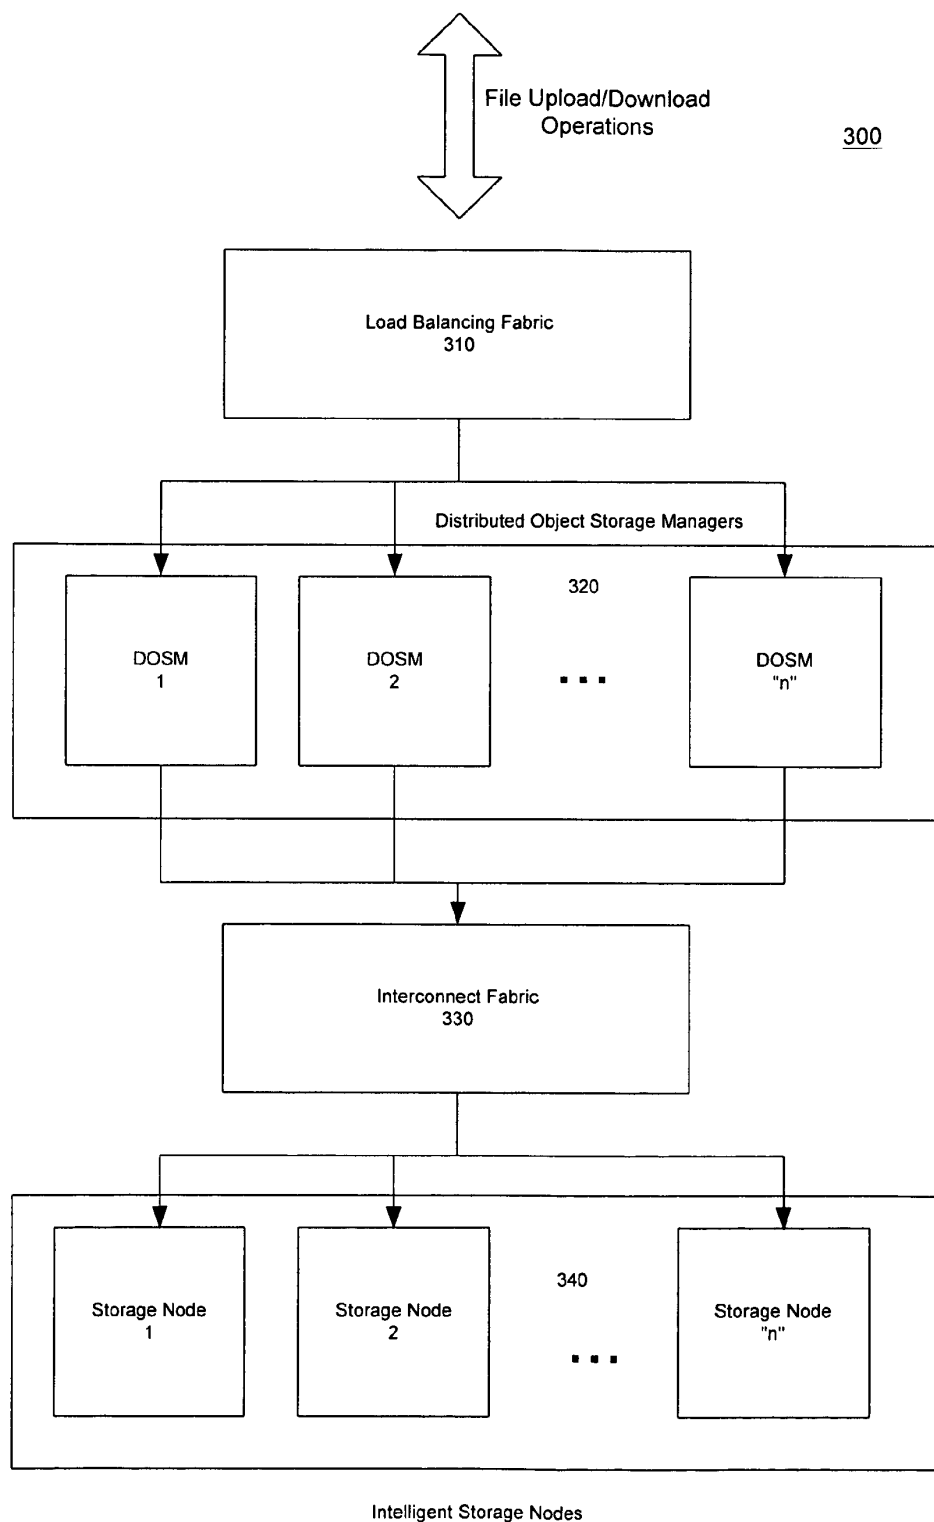 File Upload/Download
Operations
300
Load Balancing Fabric
310
Distributed Object Storage Managers
320
DOSM
1
DOSM
2
DOSM
"n"
Interconnect Fabric
330
340
Storage Node
1
Storage Node
2
Storage Node
"n"
Intelligent Storage Nodes